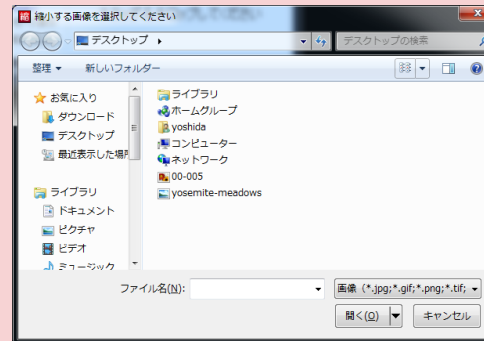 縮小する画像を選択してください
デスクトップ
デスクトップの検索
整理 新しいフォルダー
お気に入り
ダウンロード
デスクトップ
最近表示した場所
ライブラリ
ドキュメント
ピクチャ
ビデオ
ミュージック
ライブラリ
ホームグループ
yoshida
コンピューター
ネットワーク
00-005
yosemite-meadows
ファイル名(N):
画像 (*.jpg;*.gif;*.png;*.tif;
開く(O) キャンセル